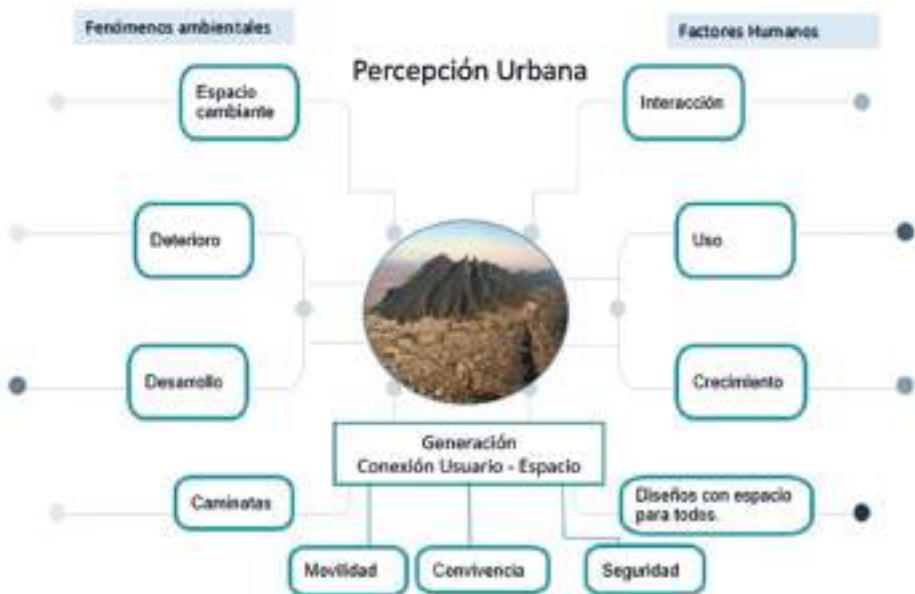 Fenómenos ambientales
Factores Humanos
Percepción Urbana
Espacio
cambiante
Interacción
Deterioro
Uso
Desarrollo
Crecimiento
Generación
Conexión Usuario - Espacio
Caminatas
Diseños con espacio
para todos.
Movilidad
Convivencia
Seguridad